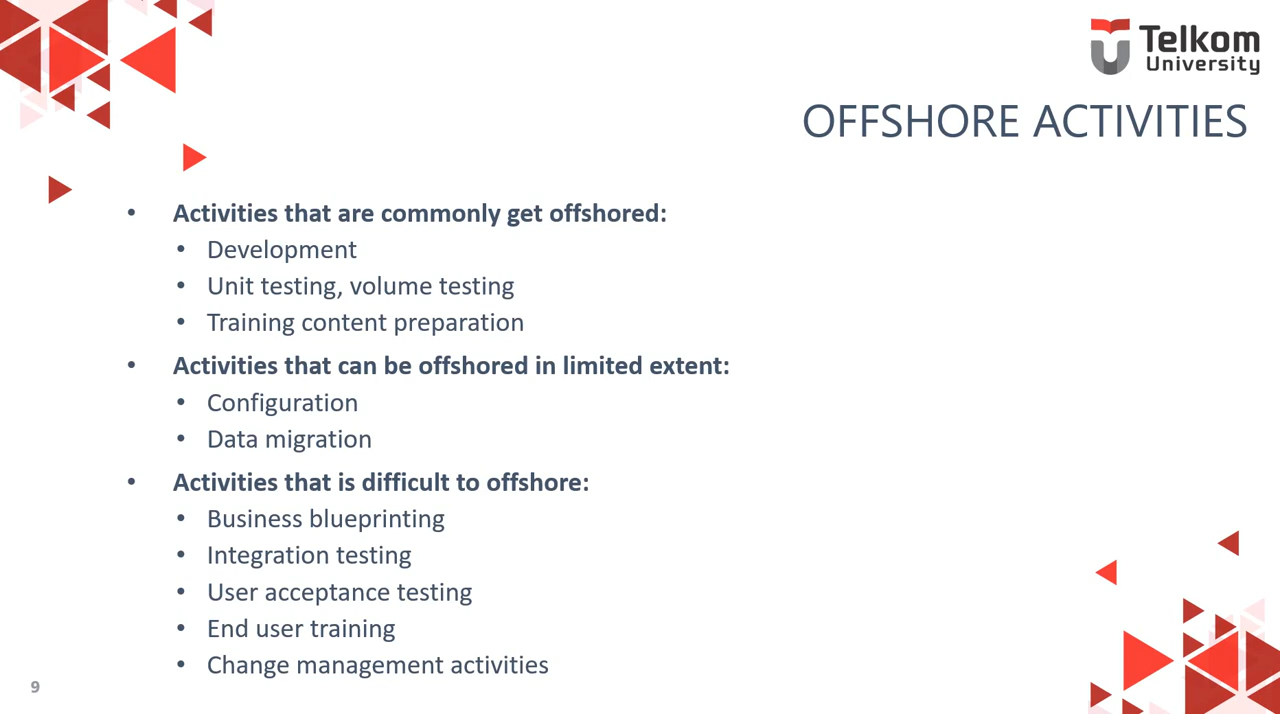 Telkom
University
OFFSHORE ACTIVITIES
• Activities that are commonly get offshored:
• Development
• Unit testing, volume testing
• Training content preparation
• Activities that can be offshored in limited extent:
• Configuration
• Data migration
• Activities that is difficult to offshore:
• Business blueprinting
• Integration testing
• User acceptance testing
• End user training
• Change management activities
9